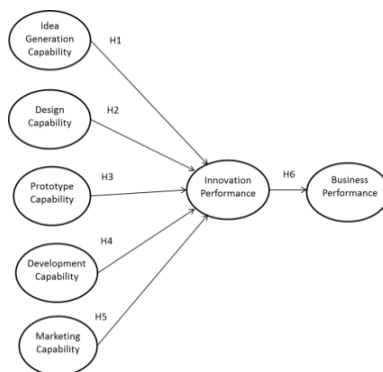 Idea
Generation
Capability
H1
Design
Capability
H2
Prototype
Capability
H3
Innovation
Performance
H6
Business
Performance
Development
Capability
H4
Marketing
Capability
H5